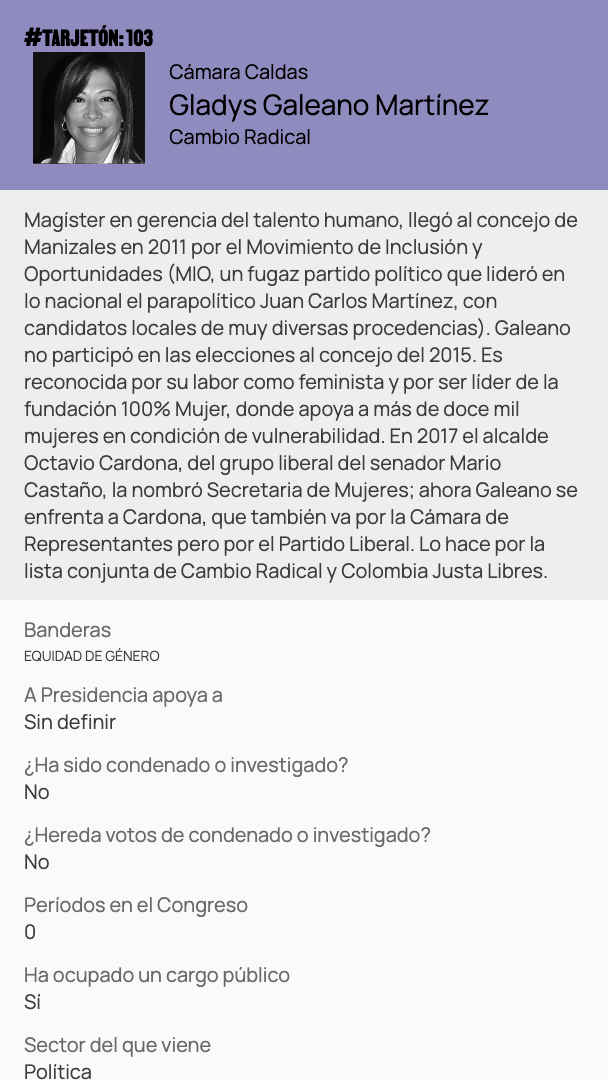 #TARJETÓN: 103
Cámara Caldas
Gladys Galeano Martínez
Cambio Radical
Magíster en gerencia del talento humano, llegó al concejo de
Manizales en 2011 por el Movimiento de Inclusión y
Oportunidades (MIO, un fugaz partido político que lideró en
lo nacional el parapolítico Juan Carlos Martínez, con
candidatos locales de muy diversas procedencias). Galeano
no participó en las elecciones al concejo del 2015. Es
reconocida por su labor como feminista y por ser líder de la
fundación 100% Mujer, donde apoya a más de doce mil
mujeres en condición de vulnerabilidad. En 2017 el alcalde
Octavio Cardona, del grupo liberal del senador Mario
Castaño, la nombró Secretaria de Mujeres; ahora Galeano se
enfrenta a Cardona, que también va por la Cámara de
Representantes pero por el Partido Liberal. Lo hace por la
lista conjunta de Cambio Radical y Colombia Justa Libres.
Banderas
EQUIDAD DE GÉNERO
A Presidencia apoya a
Sin definir
¿Ha sido condenado o investigado?
No
¿Hereda votos de condenado o investigado?
No
Períodos en el Congreso
0
Ha ocupado un cargo público
Sí
Sector del que viene
Política